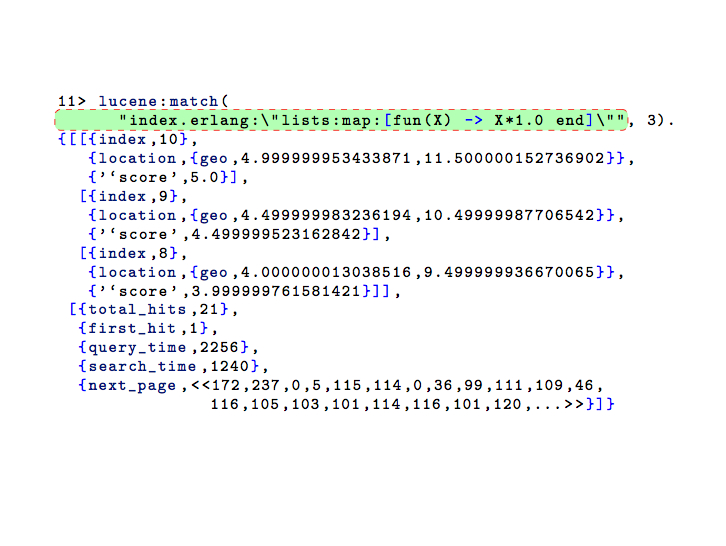 11> lucene:match(
"index.erlang:\"lists:map:[fun(X) -> X*1.0 end]\"", 3).
{[[{index,10},
{location,{geo,4.999999953433871,11.500000152736902}},
{'‘score',5.0}],
[{index,9},
{location,{geo,4.499999983236194,10.49999987706542}},
{'‘score',4.499999523162842}],
[{index,8},
{location,{geo,4.000000013038516,9.499999936670065}},
{'‘score',3.999999761581421}]],
[{total_hits,21},
{first_hit,1},
{query_time,2256},
{search_time,1240},
{next_page,<<172,237,0,5,115,114,0,36,99,111,109,46,
116,105,103,101,114,116,101,120,...>>}]}